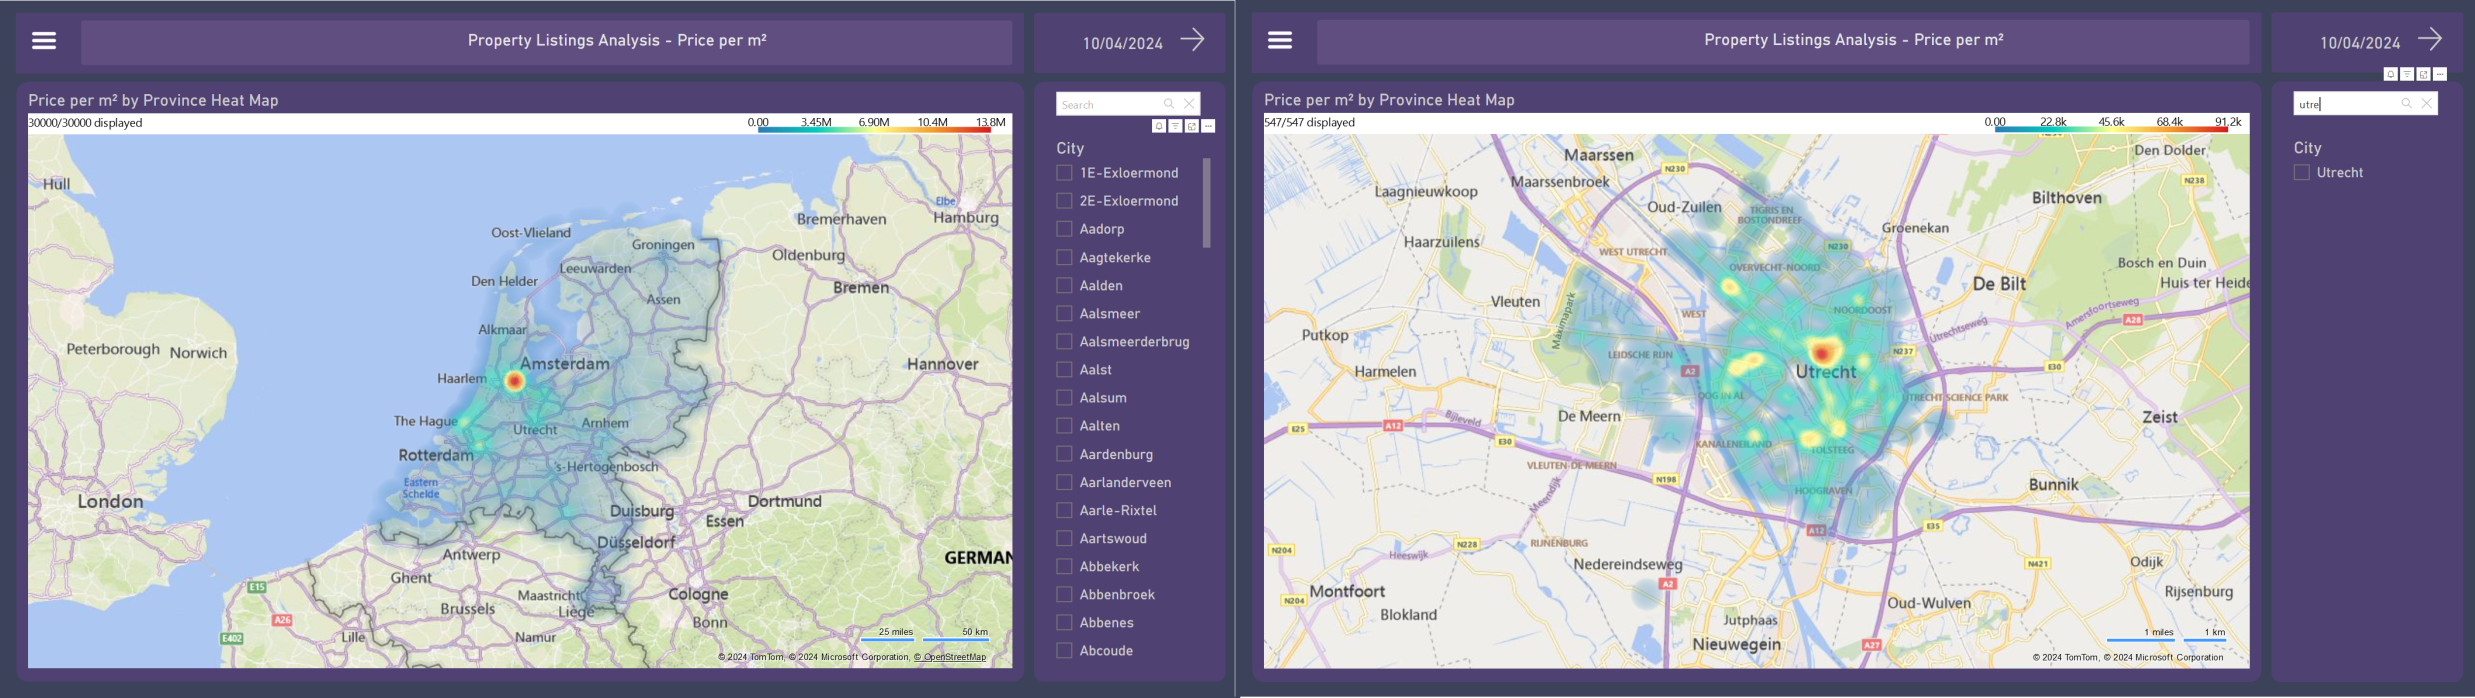 Property Listings Analysis - Price per m²
10/04/2024
Price per m² by Province Heat Map
30000/30000 displayed
0.00 3.45M 6.90M 10.4M 13.8M
Hull
Elbe
Hamburg
Bremerhaven
Oost-Vlieland
Groningen
Oldenburg
Leeuwarden
Den Helder
Bremen
Assen
Alkmaar
Peterborough
Norwich
Amsterdam
Hannover
Haarlem
The Hague
Utrecht
Arnhem
Rotterdam
's-Hertogenbosch
Eastern
Schelde
London
Duisburg
Dortmund
Essen
Düsseldorf
Antwerp
GERMAN
Ghent
E15
Maastricht
Cologne
Brussels
Liège
A26
Bonn
E402
Lille
Namur
25 miles 50 km
© 2024 TomTom, © 2024 Microsoft Corporation, © OpenStreetMap
Search
City
1E-Exloermond
2E-Exloermond
Aadorp
Aagtekerke
Aalden
Aalsmeer
Aalsmeerderbrug
Aalst
Aalsum
Aalten
Aardenburg
Aarlanderveen
Aarle-Rixtel
Aartswoud
Abbekerk
Abbenbroek
Abbenes
Abcoude
Property Listings Analysis - Price per m²
10/04/2024
Price per m² by Province Heat Map
547/547 displayed
0.00 22.8k 45.6k 68.4k 91.2k
Maarssen
Den Dolder
N230
Maarssenbroek
N238
Laagnieuwkoop
Bilthoven
Oud-Zuilen
TIGRIS EN
BOSTONDREEF
Groenekan
Haarzuilens
N230
WEST UTRECHT
Bosch en Duin
OVERVECHT-NOORD
De Bilt
Huis ter Heide
Vleuten
Amersfoortseweg
WEST
NOORDOOST
A28
Máximapark
Utrechtseweg
Putkop
LEIDSCHE RIJN
N237
E30
Harmelen
A2
Utrecht
OOG IN AL
UTRECHT SCIENCE PARK
De Meern
Zeist
Bijleveld
E25
A12
E30
KANALENEILAND
TOLSTEEG
VLEUTEN-DE MEERN
N198
Meerndijk
HOOGRAVEN
Bunnik
A12
E35
N204
Heeswijk
N228
RIJNENBURG
Nedereindseweg
N421
Odijk
A2
N204
Montfoort
Rijsenburg
Oud-Wulven
Blokland
Jutphaas
Nieuwegein
A27
1 miles 1 km
© 2024 TomTom, © 2024 Microsoft Corporation
utre
City
Utrecht